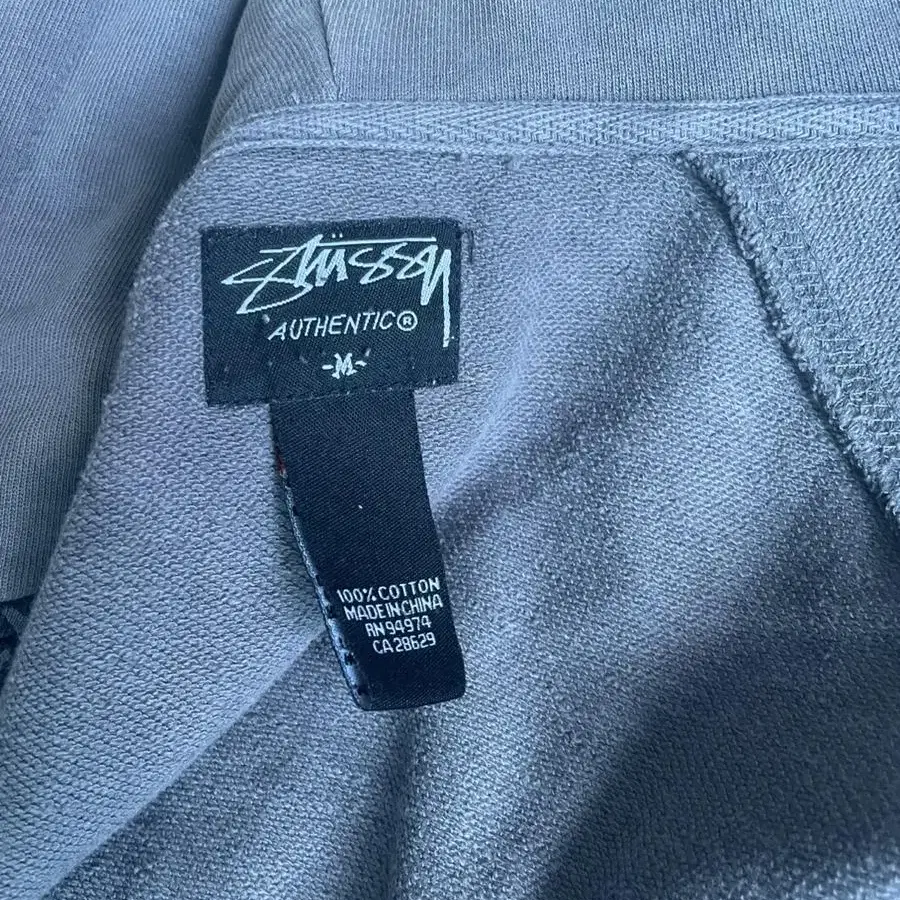 Stüssy
AUTHENTIC®
-M-
100% COTTON
MADE IN CHINA
RN 94974
CA 28629